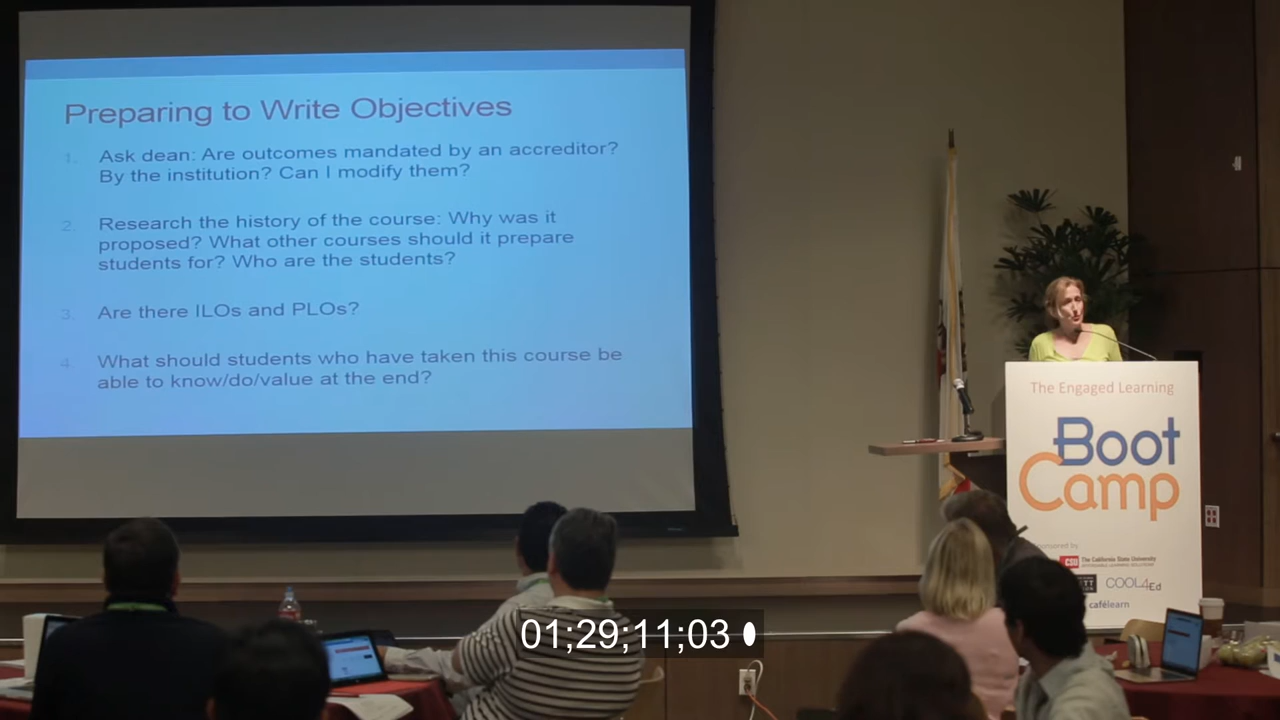 Preparing to Write Objectives
1. Ask dean: Are outcomes mandated by an accreditor?
By the institution? Can I modify them?
2. Research the history of the course: Why was it
proposed? What other courses should it prepare
students for? Who are the students?
3. Are there ILOs and PLOs?
4. What should students who have taken this course be
able to know/do/value at the end?
The Engaged Learning
Boot
Camp
sponsored by
CSU The California State University
COOL4Ed
cafélearn
01;29;11;03